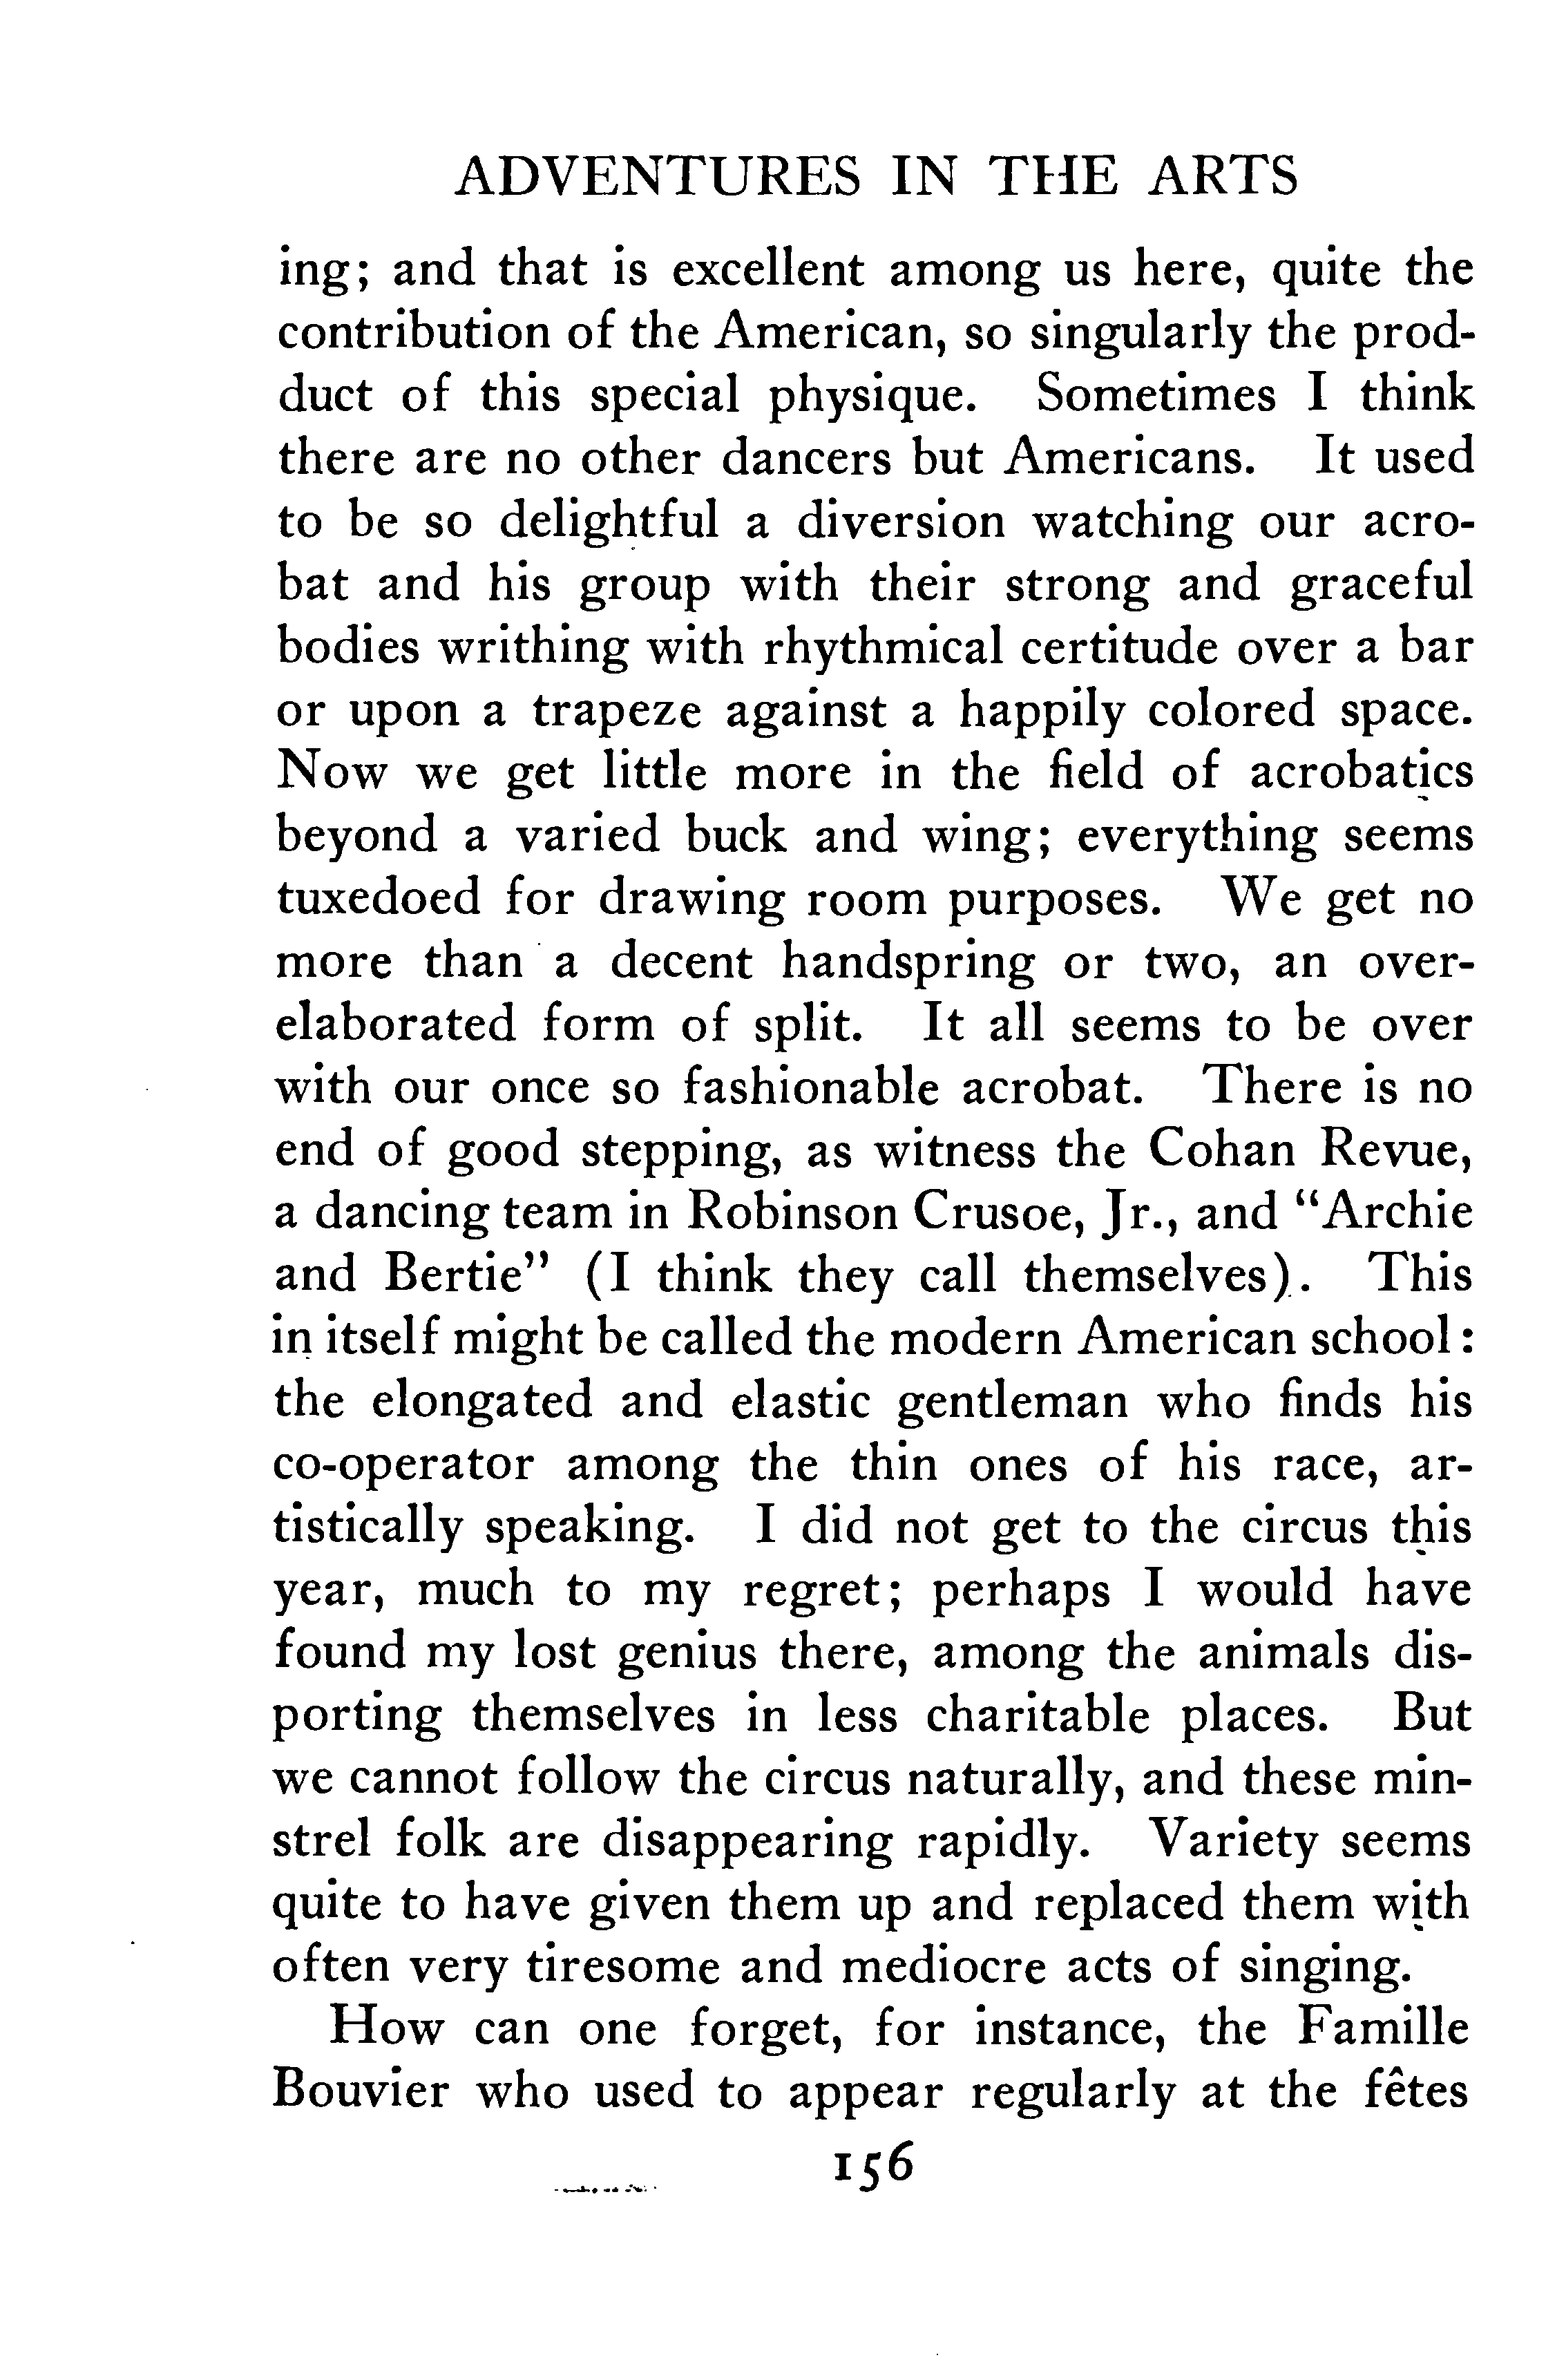 ADVENTURES IN THE ARTS
ing; and that is excellent among us here, quite the
contribution of the American, so singularly the prod-
duct of this special physique. Sometimes I think
there are no other dancers but Americans. It used
to be so delightful a diversion watching our acro-
bat and his group with their strong and graceful
bodies writhing with rhythmical certitude over a bar
or upon a trapeze against a happily colored space.
Now we get little more in the field of acrobatics
beyond a varied buck and wing; everything seems
tuxedoed for drawing room purposes. We get no
more than a decent handspring or two, an over-
elaborated form of split. It all seems to be over
with our once so fashionable acrobat. There is no
end of good stepping, as witness the Cohan Revue,
a dancing team in Robinson Crusoe, Jr., and "Archie
and Bertie" (I think they call themselves). This
in itself might be called the modern American school:
the elongated and elastic gentleman who finds his
co-operator among the thin ones of his race, ar-
tistically speaking. I did not get to the circus this
year, much to my regret; perhaps I would have
found my lost genius there, among the animals dis-
porting themselves in less charitable places. But
we cannot follow the circus naturally, and these min-
strel folk are disappearing rapidly. Variety seems
quite to have given them up and replaced them with
often very tiresome and mediocre acts of singing.
How can one forget, for instance, the Famille
Bouvier who used to appear regularly at the fêtes
156